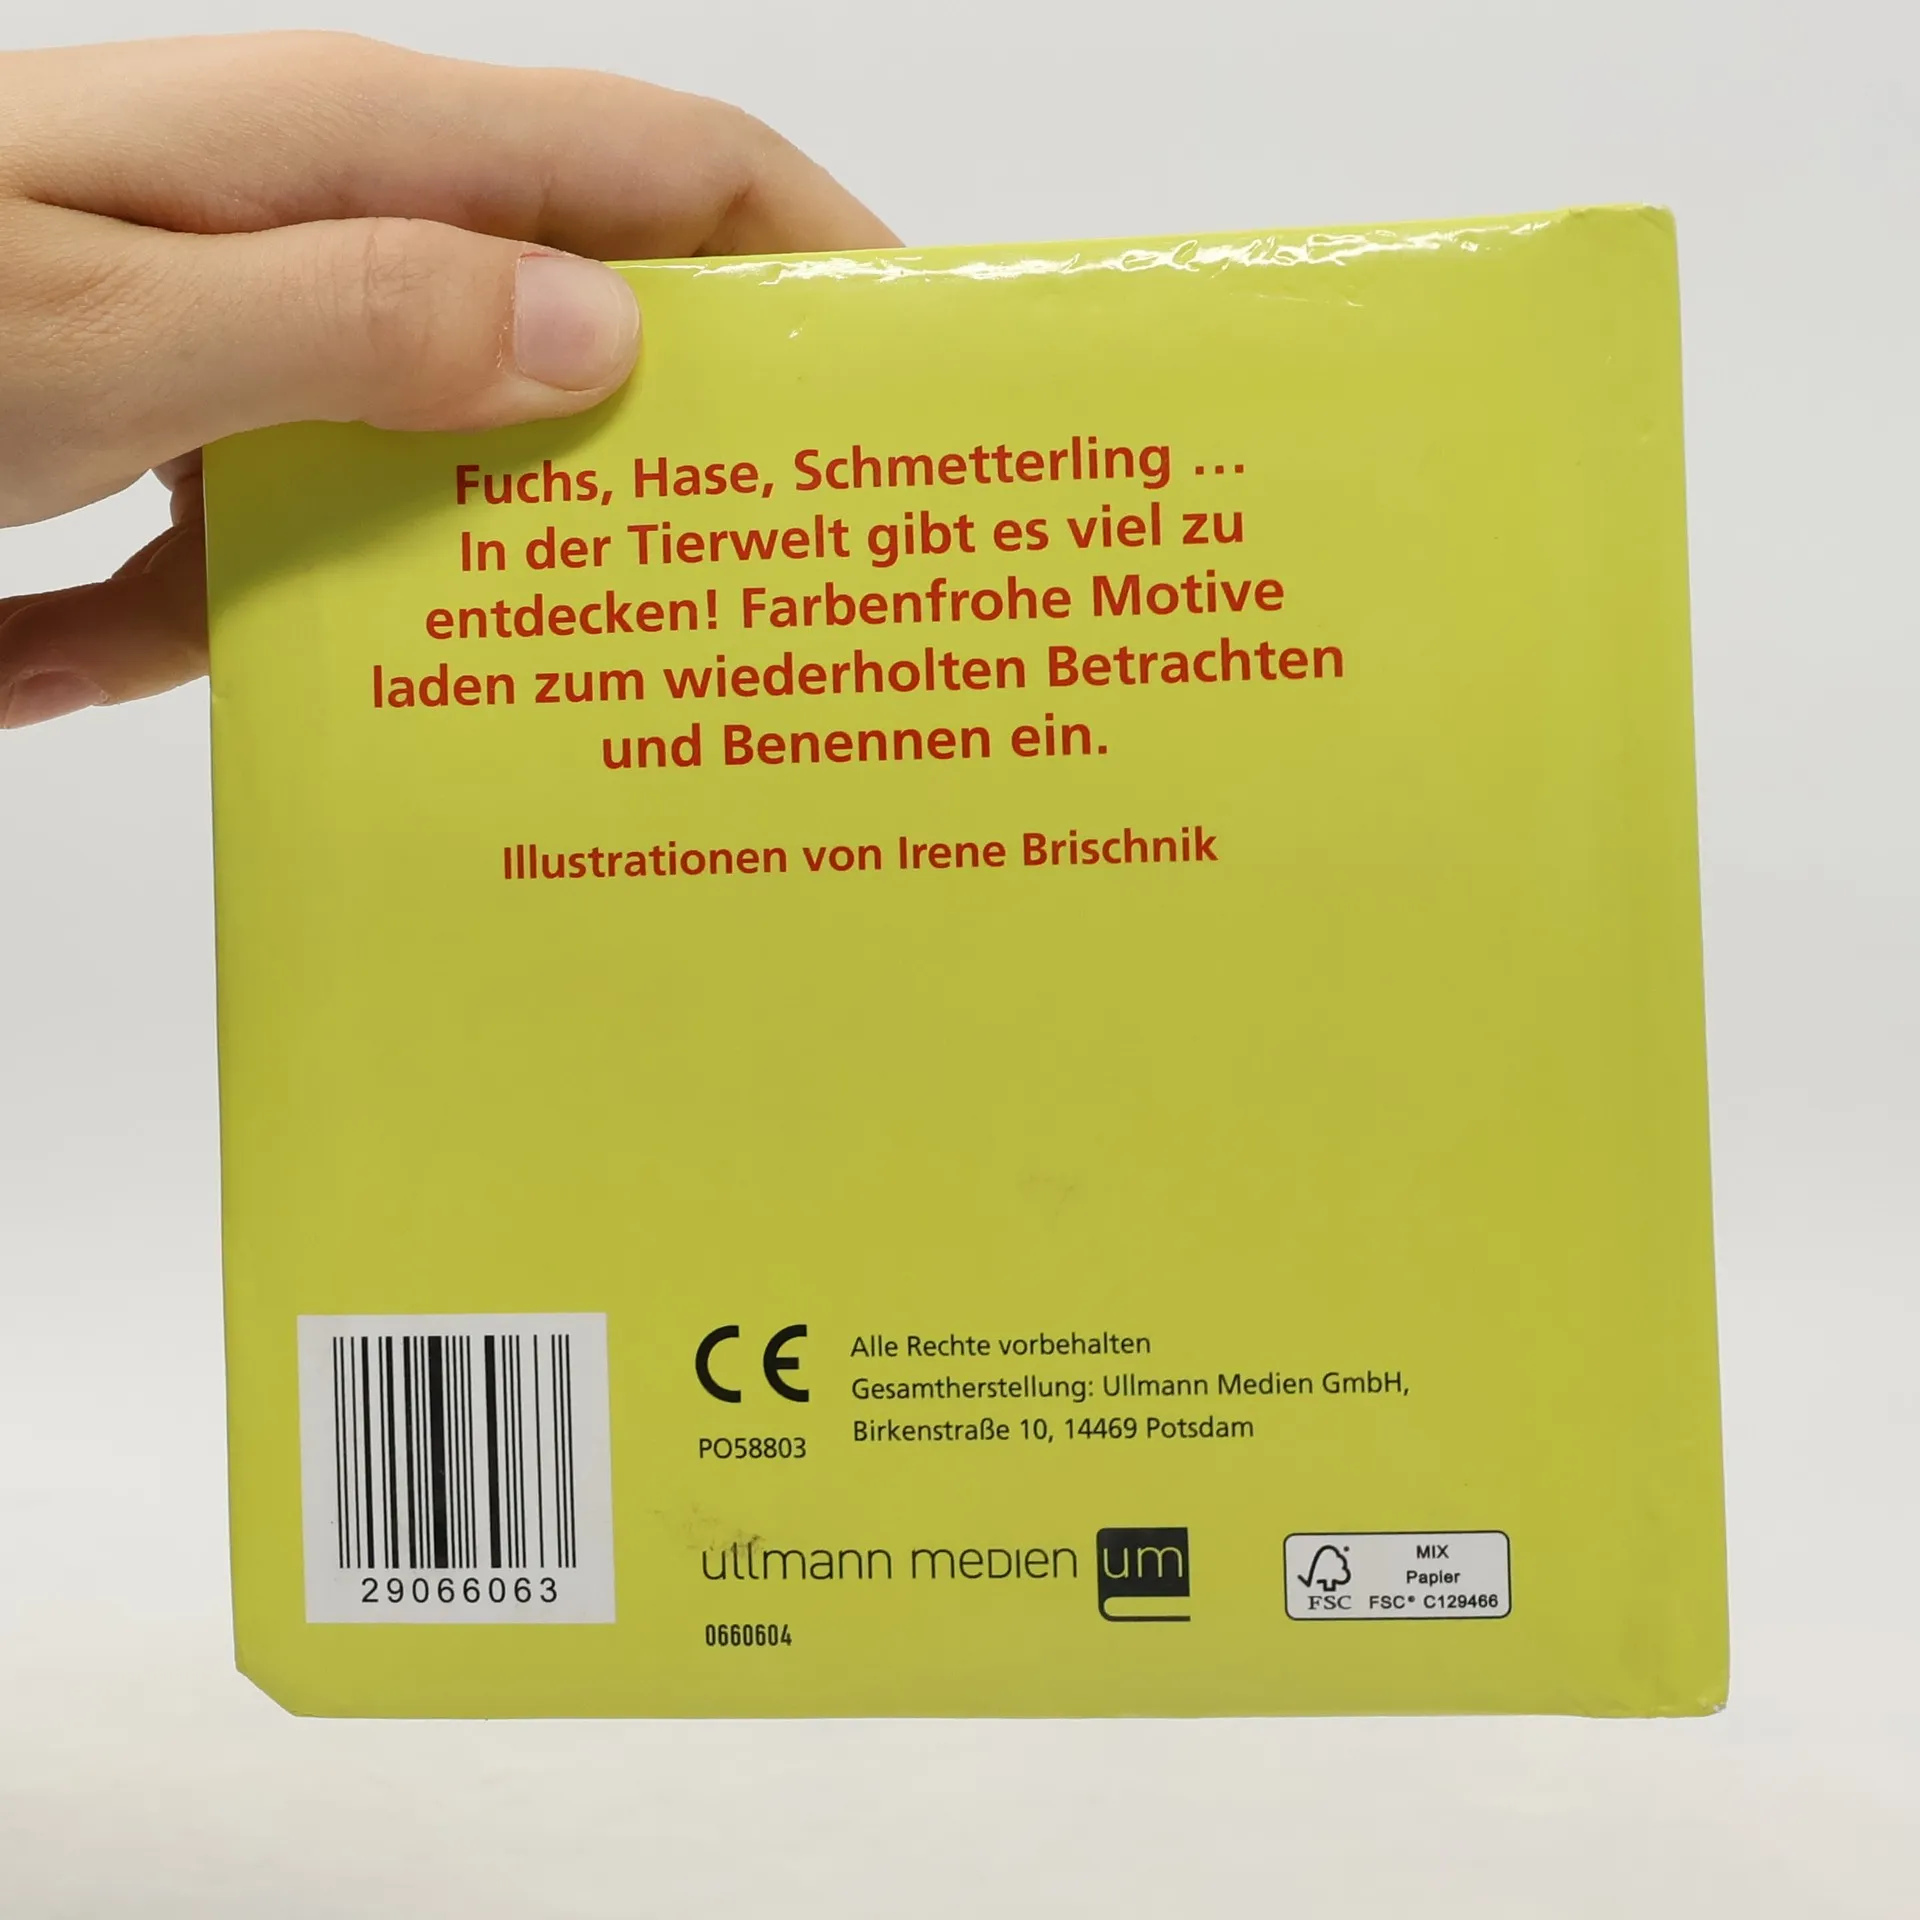 Fuchs, Hase, Schmetterling ...
In der Tierwelt gibt es viel zu
entdecken! Farbenfrohe Motive
laden zum wiederholten Betrachten
und Benennen ein.
Illustrationen von Irene Brischnik
29066063
CE
PO58803
Alle Rechte vorbehalten
Gesamtherstellung: Ullmann Medien GmbH,
Birkenstraße 10, 14469 Potsdam
ullmann medien um
0660604
MIX
Papier
FSC FSC® C129466